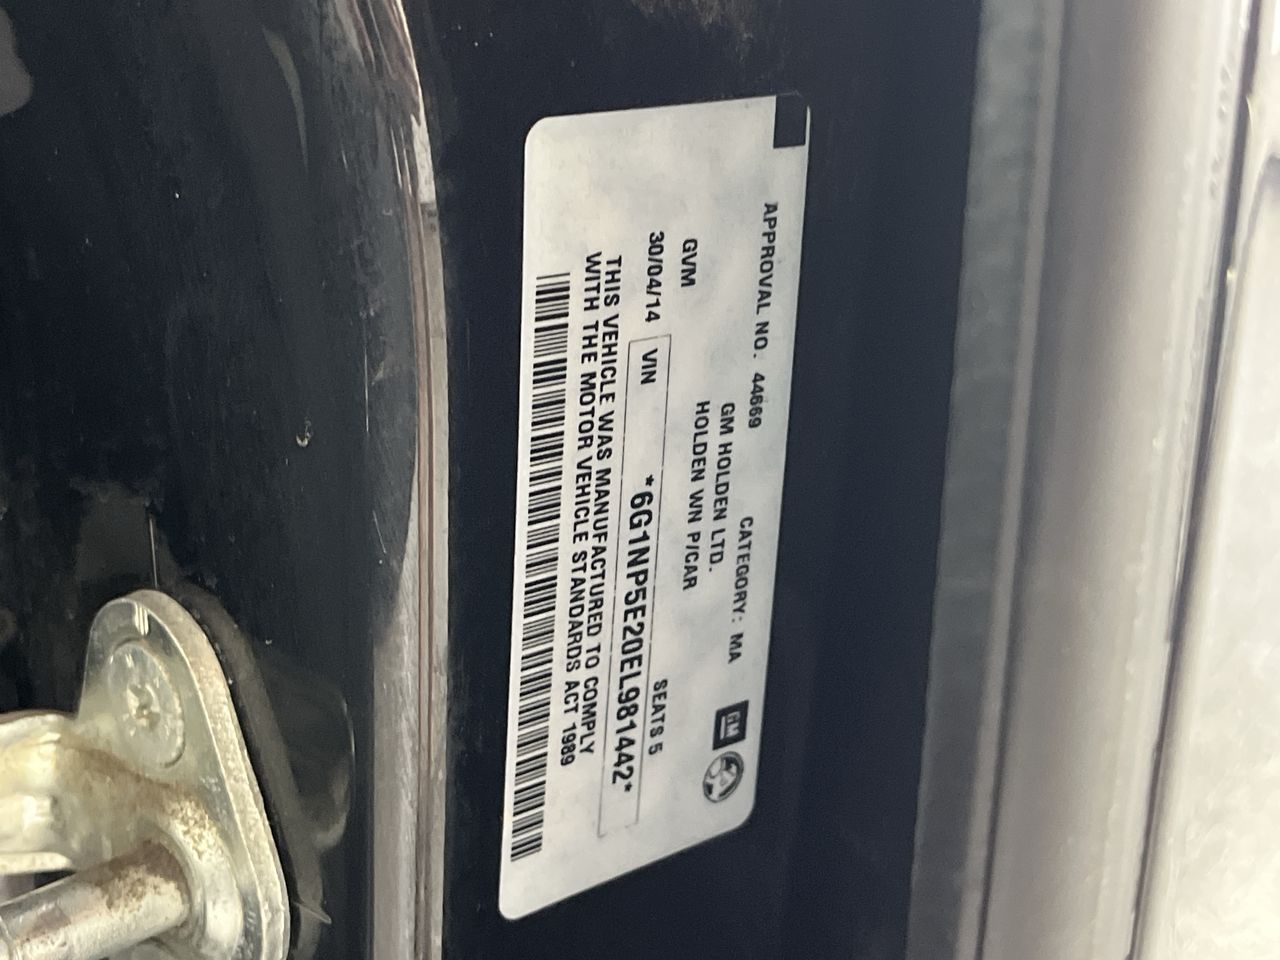 APPROVAL NO. 44669 CATEGORY: MA
GM HOLDEN LTD.
GM
GVM HOLDEN WN P/CAR
30/04/14 SEATS 5
VIN *6G1NP5E20EL981442*
THIS VEHICLE WAS MANUFACTURED TO COMPLY
WITH THE MOTOR VEHICLE STANDARDS ACT 1989